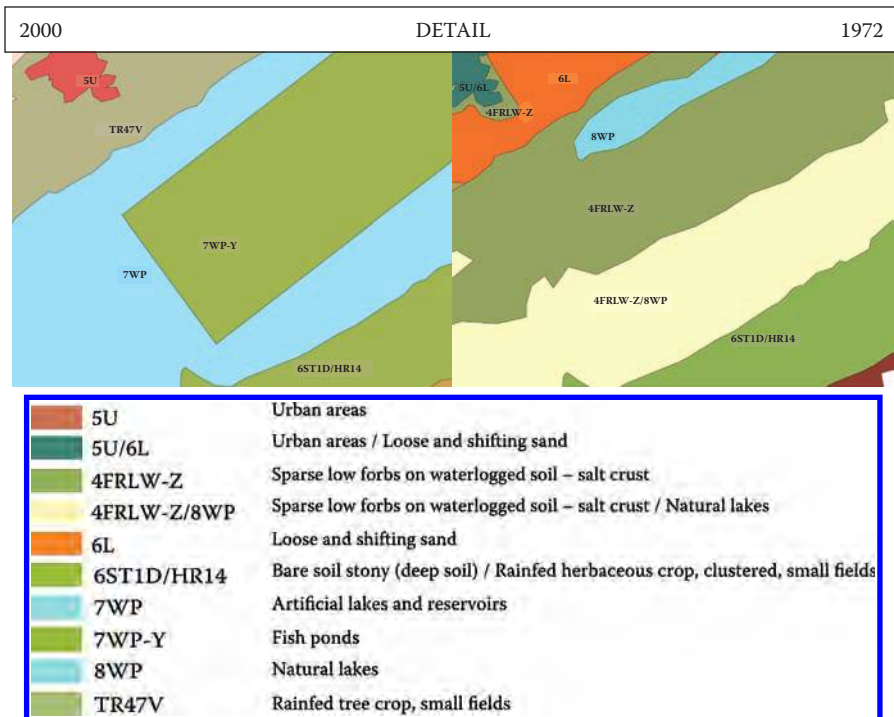 2000 DETAIL 1972
5U
TR47V
7WP-Y
7WP
6ST1D/HR14
6L
5U/6L
4FRLW-Z
8WP
4FRLW-Z
4FRLW-Z/8WP
6ST1D/HR14
5U Urban areas
5U/6L Urban areas / Loose and shifting sand
4FRLW-Z Sparse low forbs on waterlogged soil – salt crust
4FRLW-Z/8WP Sparse low forbs on waterlogged soil – salt crust / Natural lakes
6L Loose and shifting sand
6ST1D/HR14 Bare soil stony (deep soil) / Rainfed herbaceous crop, clustered, small fields
7WP Artificial lakes and reservoirs
7WP-Y Fish ponds
8WP Natural lakes
TR47V Rainfed tree crop, small fields